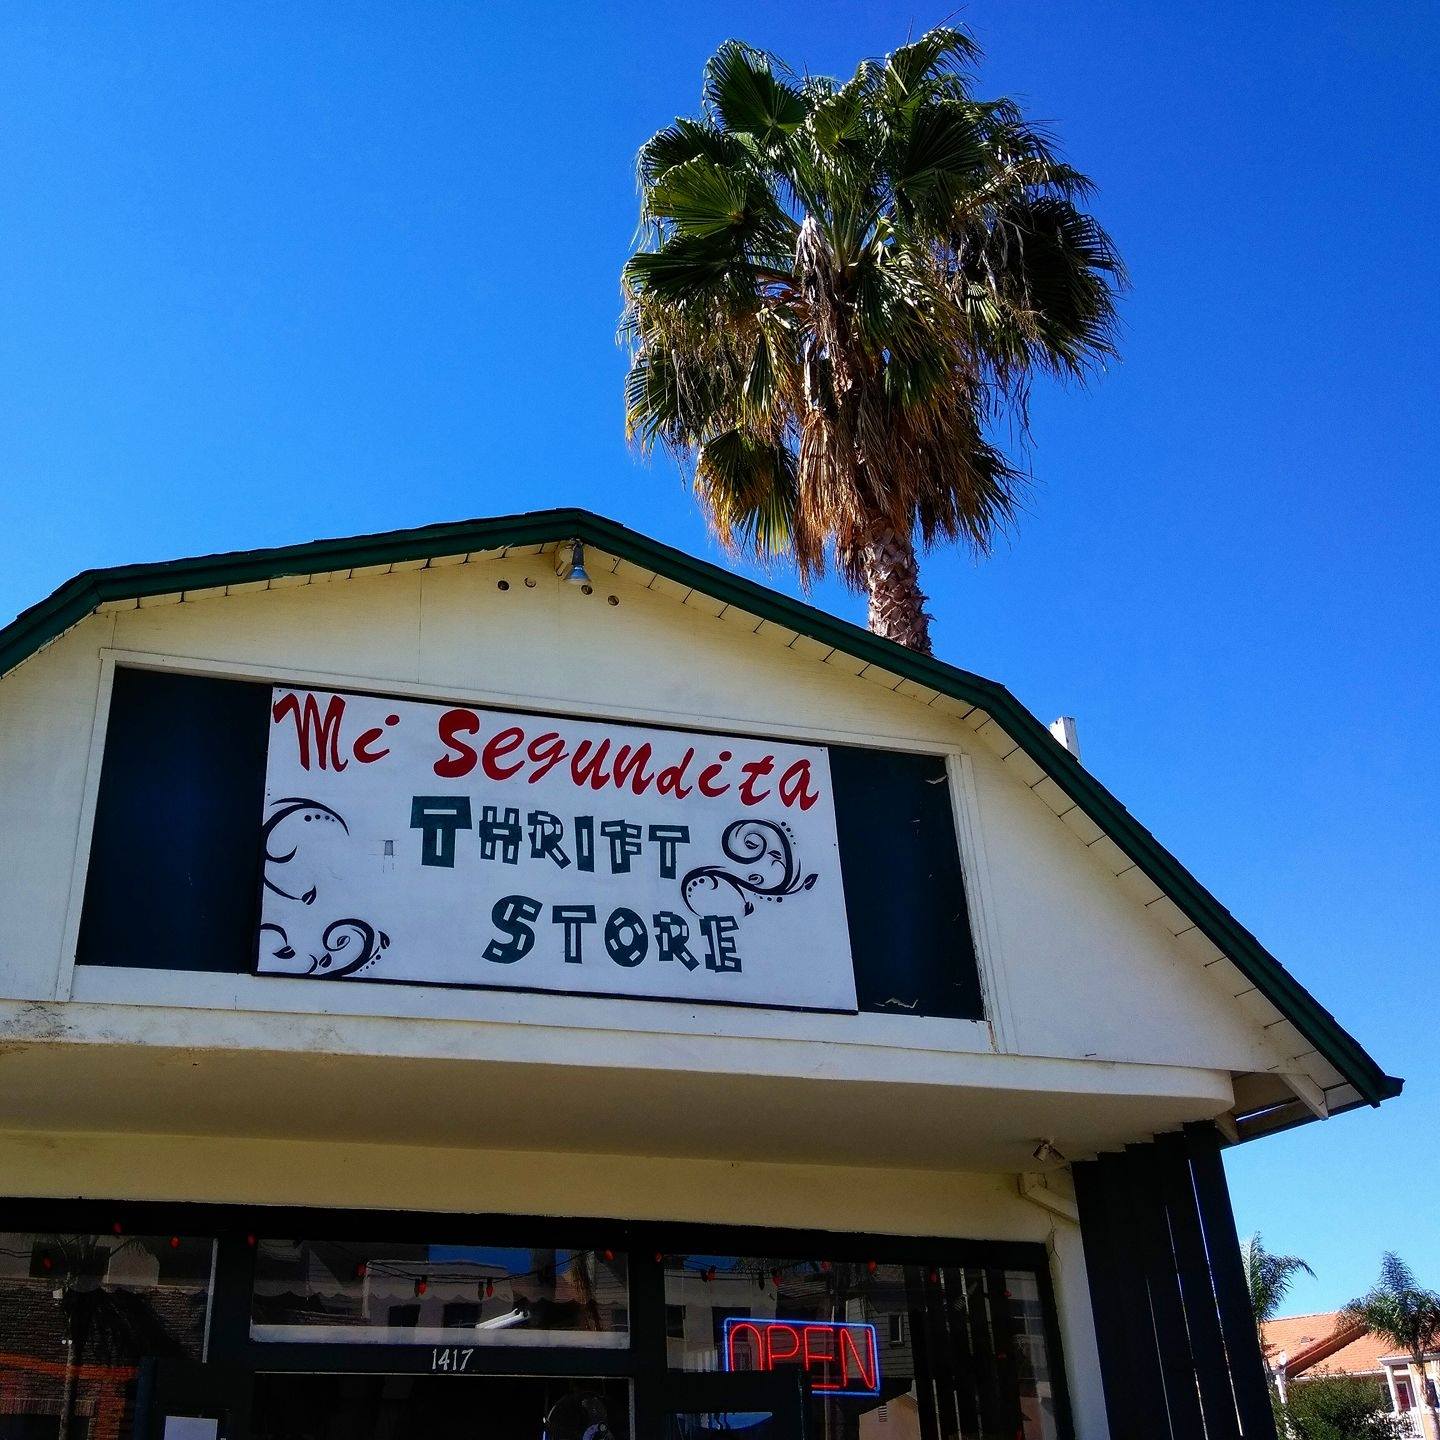 Mi Segundita
THRIFT
STORE
1417
OPEN